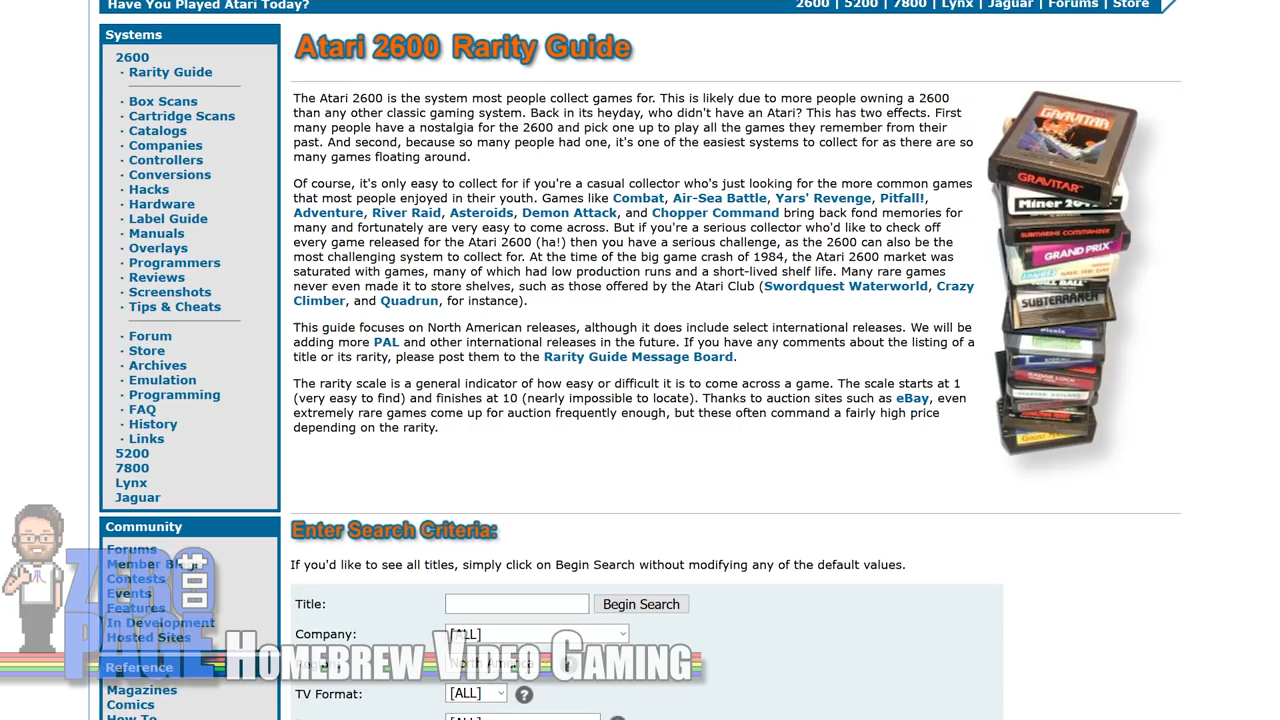 Have You Played Atari Today?
2600 | 5200 | 7800 | Lynx | Jaguar | Forums | Store
Systems
2600
· Rarity Guide
· Box Scans
· Cartridge Scans
· Catalogs
· Companies
· Controllers
· Conversions
· Hacks
· Hardware
· Label Guide
· Manuals
· Overlays
· Programmers
· Reviews
· Screenshots
· Tips & Cheats
· Forum
· Store
· Archives
· Emulation
· Programming
· FAQ
· History
· Links
5200
7800
Lynx
Jaguar
Community
Forums
Member Blogs
Contests
Events
Features
In Development
Hosted Sites
Reference
Magazines
Comics
How To
Atari 2600 Rarity Guide
The Atari 2600 is the system most people collect games for. This is likely due to more people owning a 2600
than any other classic gaming system. Back in its heyday, who didn't have an Atari? This has two effects. First
many people have a nostalgia for the 2600 and pick one up to play all the games they remember from their
past. And second, because so many people had one, it's one of the easiest systems to collect for as there are so
many games floating around.
Of course, it's only easy to collect for if you're a casual collector who's just looking for the more common games
that most people enjoyed in their youth. Games like Combat, Air-Sea Battle, Yars' Revenge, Pitfall!,
Adventure, River Raid, Asteroids, Demon Attack, and Chopper Command bring back fond memories for
many and fortunately are very easy to come across. But if you're a serious collector who'd like to check off
every game released for the Atari 2600 (ha!) then you have a serious challenge, as the 2600 can also be the
most challenging system to collect for. At the time of the big game crash of 1984, the Atari 2600 market was
saturated with games, many of which had low production runs and a short-lived shelf life. Many rare games
never even made it to store shelves, such as those offered by the Atari Club (Swordquest Waterworld, Crazy
Climber, and Quadrun, for instance).
This guide focuses on North American releases, although it does include select international releases. We will be
adding more PAL and other international releases in the future. If you have any comments about the listing of a
title or its rarity, please post them to the Rarity Guide Message Board.
The rarity scale is a general indicator of how easy or difficult it is to come across a game. The scale starts at 1
(very easy to find) and finishes at 10 (nearly impossible to locate). Thanks to auction sites such as eBay, even
extremely rare games come up for auction frequently enough, but these often command a fairly high price
depending on the rarity.
GRAVITAR
GRAVITAR
Miner 2049
SUBMARINE COMMANDER
GRAND PRIX
SUBTERRANEA
Picnic
Enter Search Criteria:
If you'd like to see all titles, simply click on Begin Search without modifying any of the default values.
Title:
Begin Search
Company:
[ALL]
Region:
North America
TV Format:
[ALL]
?
[ALL]
ZERO
PAGE
Homebrew Video Gaming